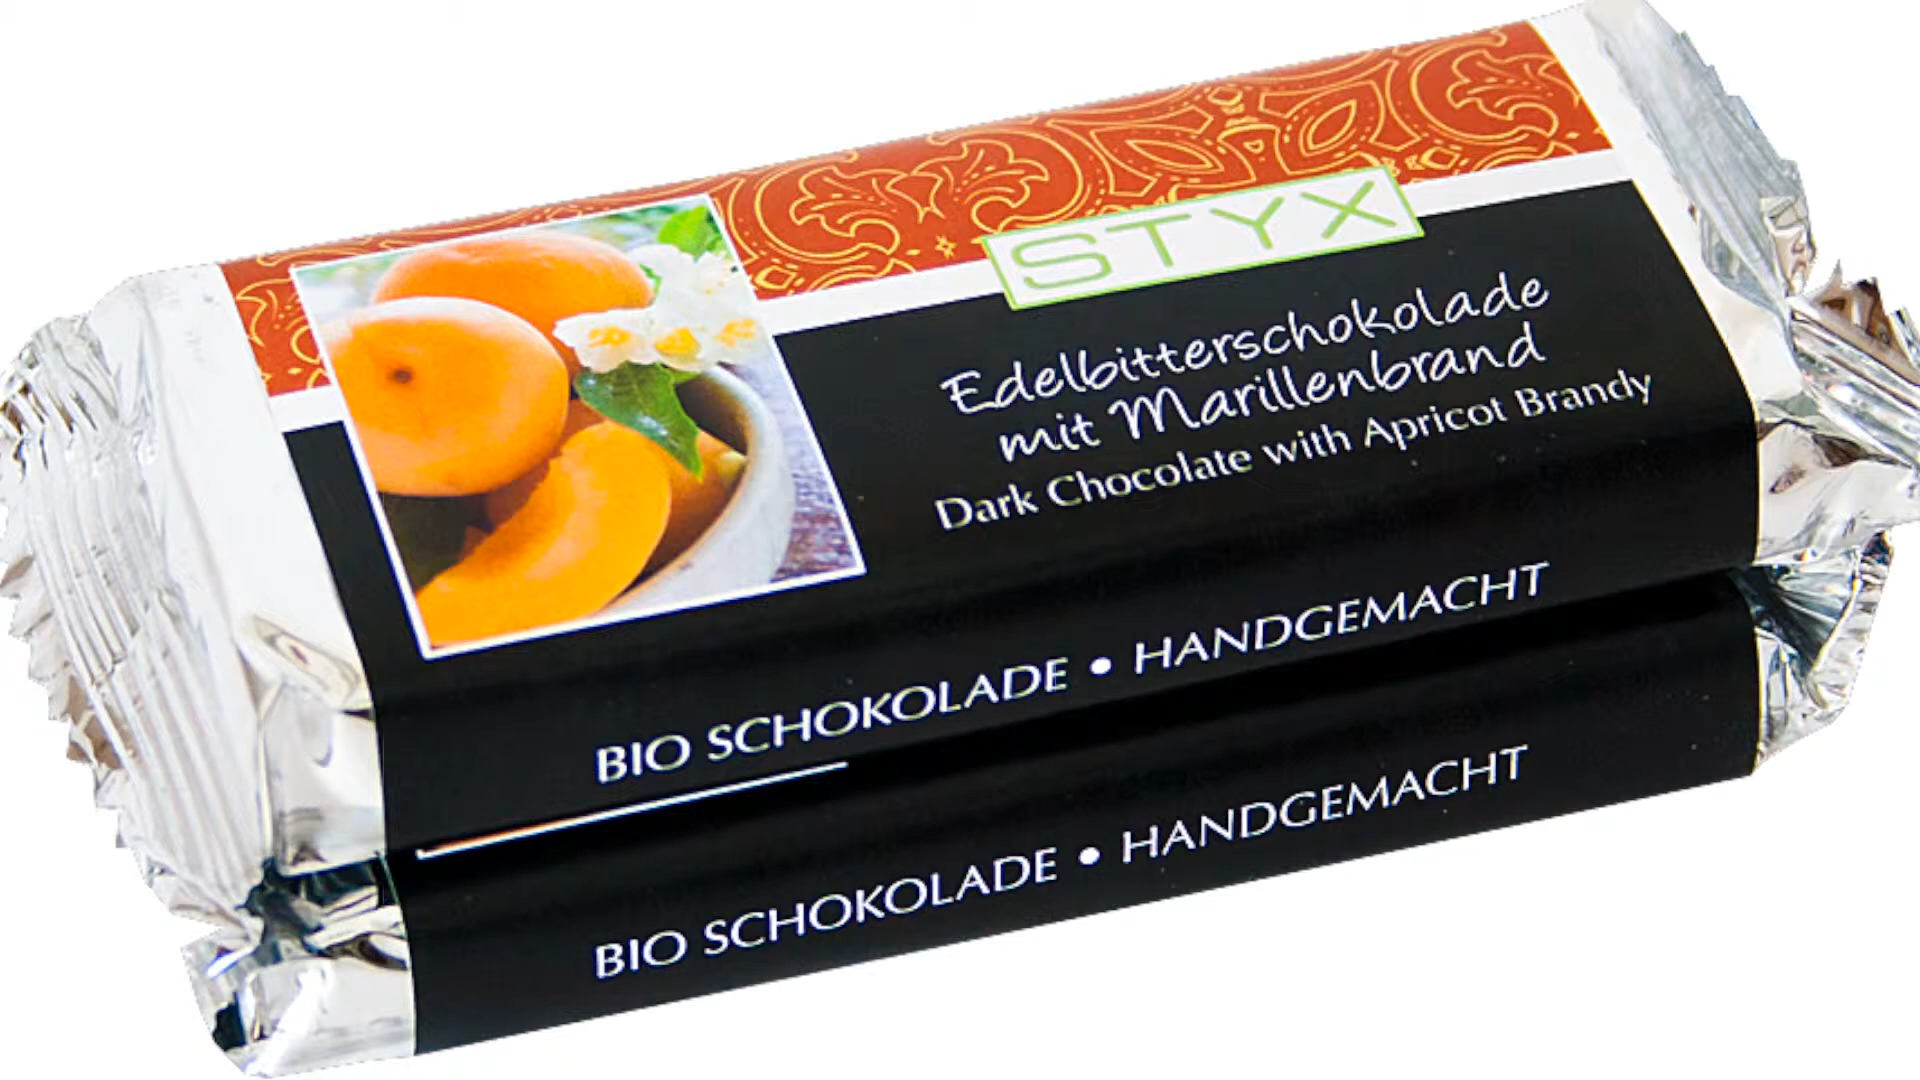 STYX
Edelbitterschokolade
mit Marillenbrand
Dark Chocolate with Apricot Brandy
BIO SCHOKOLADE • HANDGEMACHT
BIO SCHOKOLADE • HANDGEMACHT